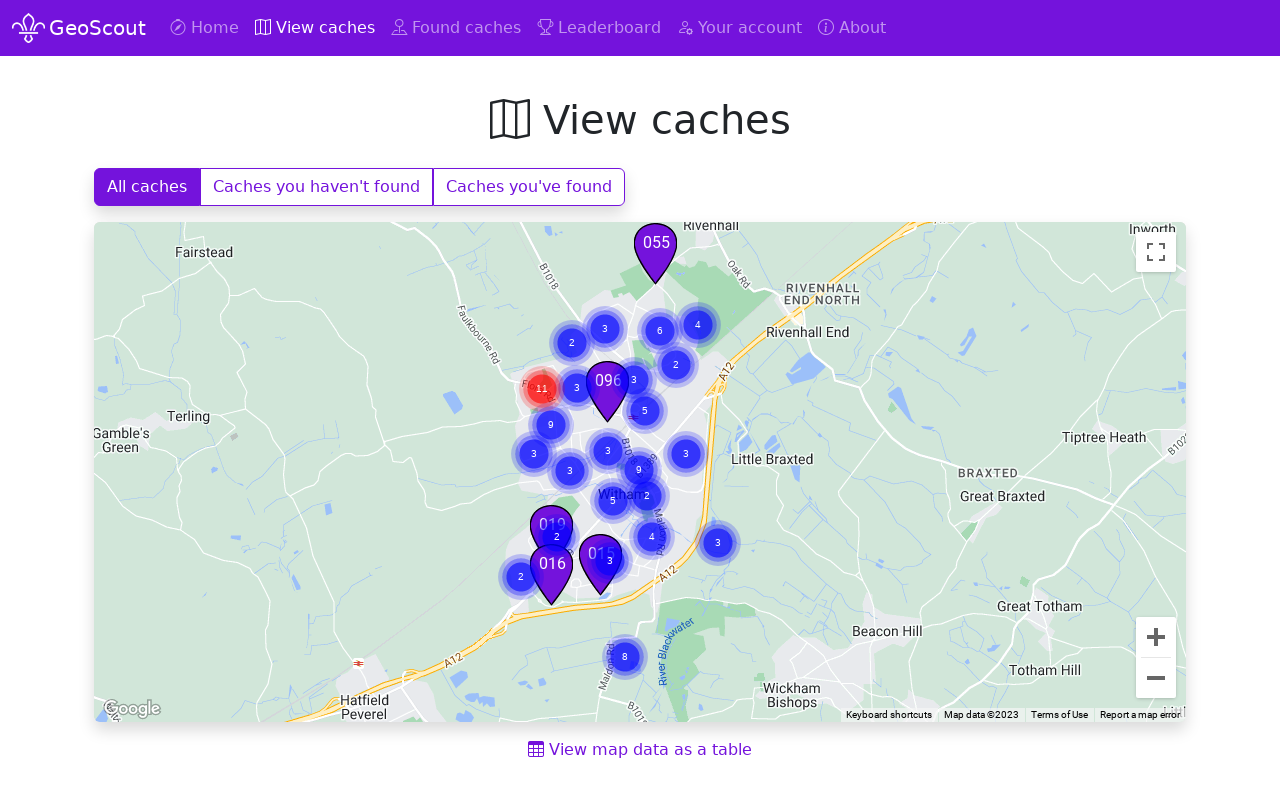 GeoScout Home View caches Found caches Leaderboard Your account About
View caches
All caches Caches you haven't found Caches you've found
Rivenhall
Inworth
055
Fairstead
B1018
Oak Rd
RIVENHALL
END NORTH
Faulkbourne Rd
Rivenhall End
3
6
4
2
2
A12
096
3
11
3
5
Terling
9
Gamble's
Green
Tiptree Heath
3
3
3
3
Little Braxted
9
BRAXTED
Great Braxted
Witham
5
2
Maldon Rd
019
2
4
3
015
3
016
2
A12
Great Totham
Beacon Hill
River Blackwater
8
Maldon Rd
A12
Totham Hill
Wickham
Bishops
Hatfield
Peverel
Google
Keyboard shortcuts Map data ©2023 Terms of Use Report a map error
View map data as a table